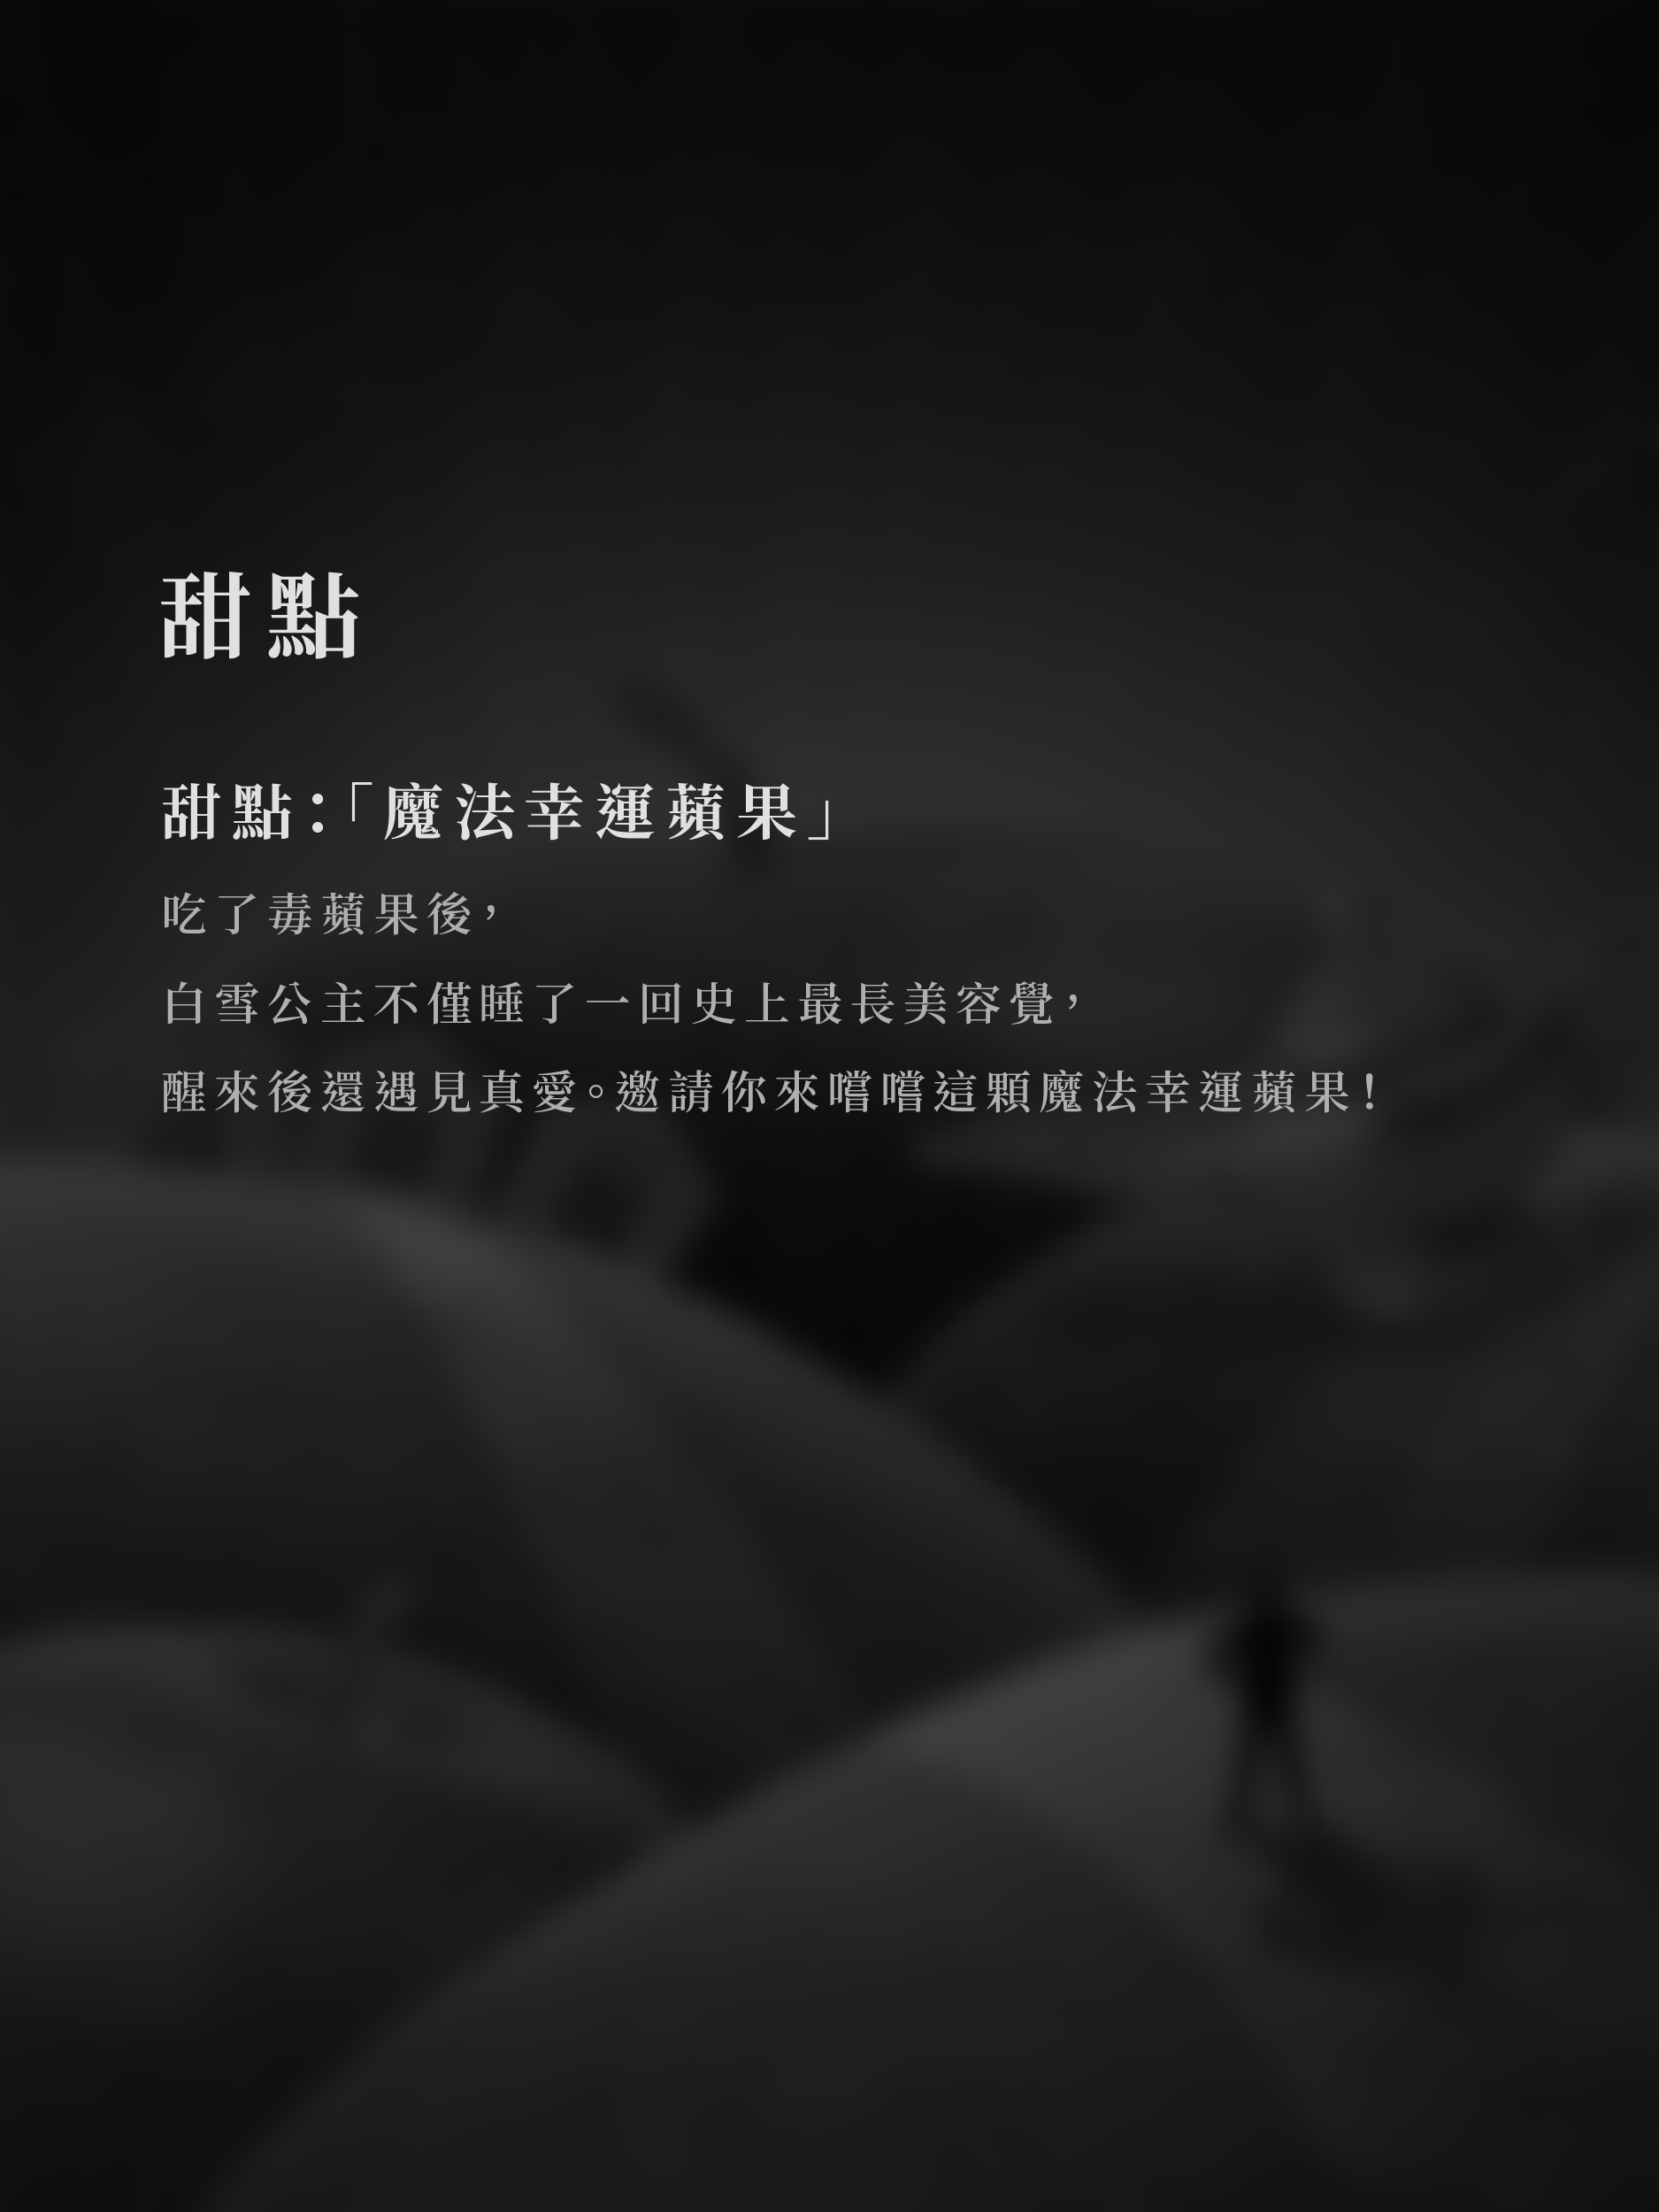 甜點
甜點：「魔法幸運蘋果」
吃了毒蘋果後，
白雪公主不僅睡了一回史上最長美容覺，
醒來後還遇見真愛。邀請你來嚐嚐這顆魔法幸運蘋果！